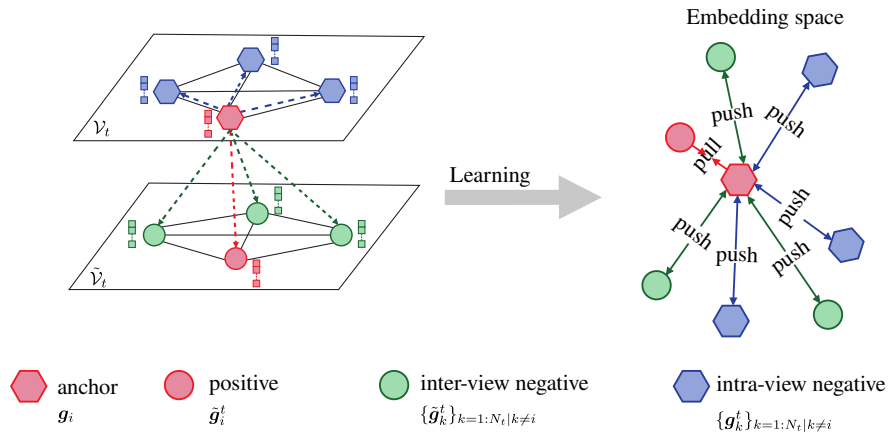 Embedding space
𝒱_t
Learning
𝒱̃_t
push
push
pull
push
push
push
push
anchor
positive
inter-view negative
intra-view negative
g_i
g̃_i^t
{g̃_k^t}_{k=1:N_t|k≠i}
{g_k^t}_{k=1:N_t|k≠i}